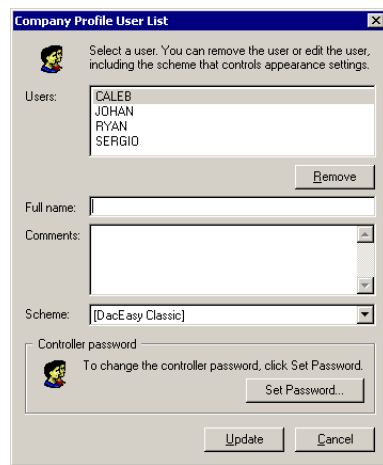 Company Profile User List
Select a user. You can remove the user or edit the user,
including the scheme that controls appearance settings.
Users:
CALEB
JOHAN
RYAN
SERGIO
Remove
Full name:
Comments:
Scheme: [DacEasy Classic]
Controller password
To change the controller password, click Set Password.
Set Password...
Update Cancel